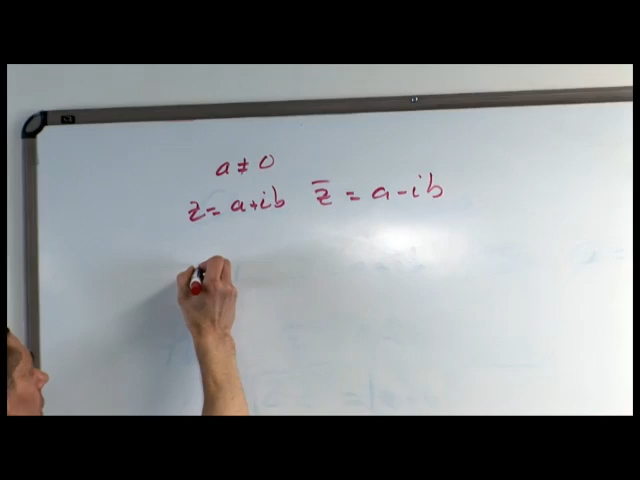 a ≠ 0
z = a+ib z̅ = a-ib